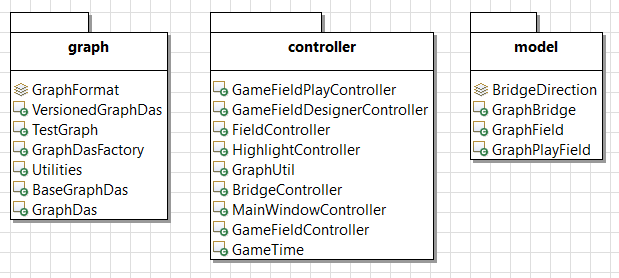 graph
GraphFormat
VersionedGraphDas
TestGraph
GraphDasFactory
Utilities
BaseGraphDas
GraphDas
controller
GameFieldPlayController
GameFieldDesignerController
FieldController
HighlightController
GraphUtil
BridgeController
MainWindowController
GameFieldController
GameTime
model
BridgeDirection
GraphBridge
GraphField
GraphPlayField